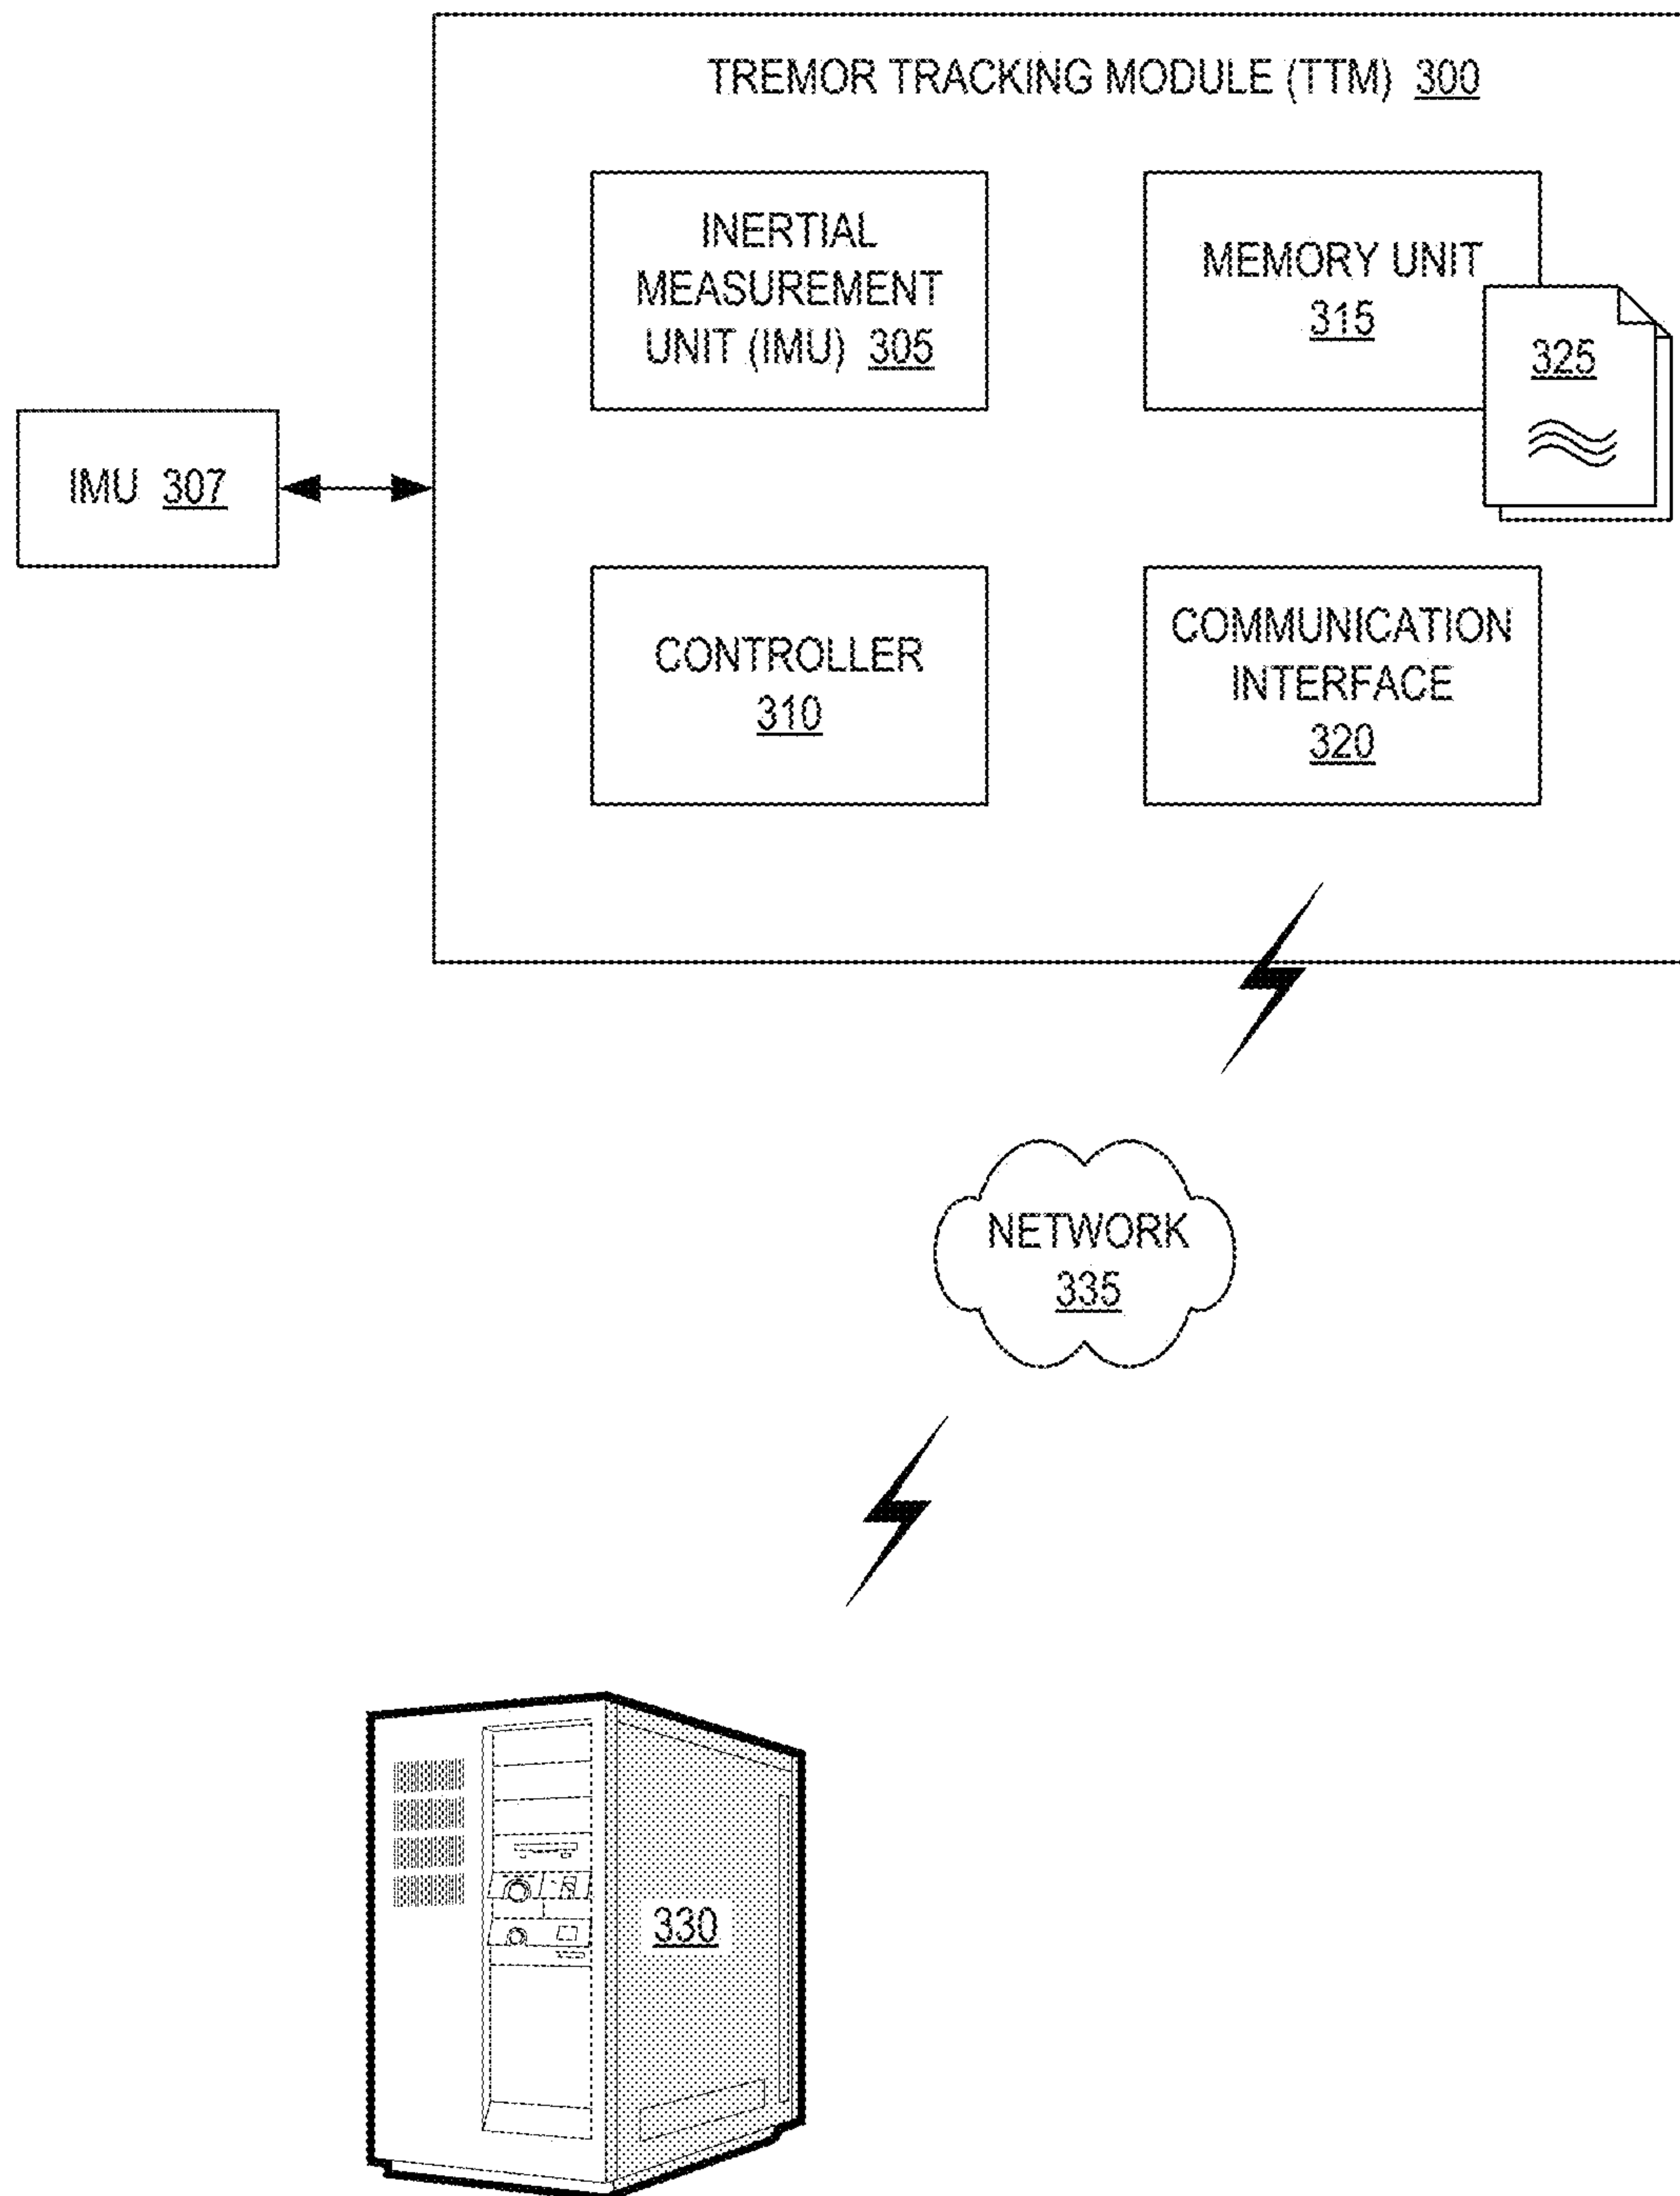 TREMOR TRACKING MODULE (TTM) 300
INERTIAL
MEASUREMENT
UNIT (IMU) 305
MEMORY UNIT
315
325
IMU 307
CONTROLLER
310
COMMUNICATION
INTERFACE
320
NETWORK
335
330